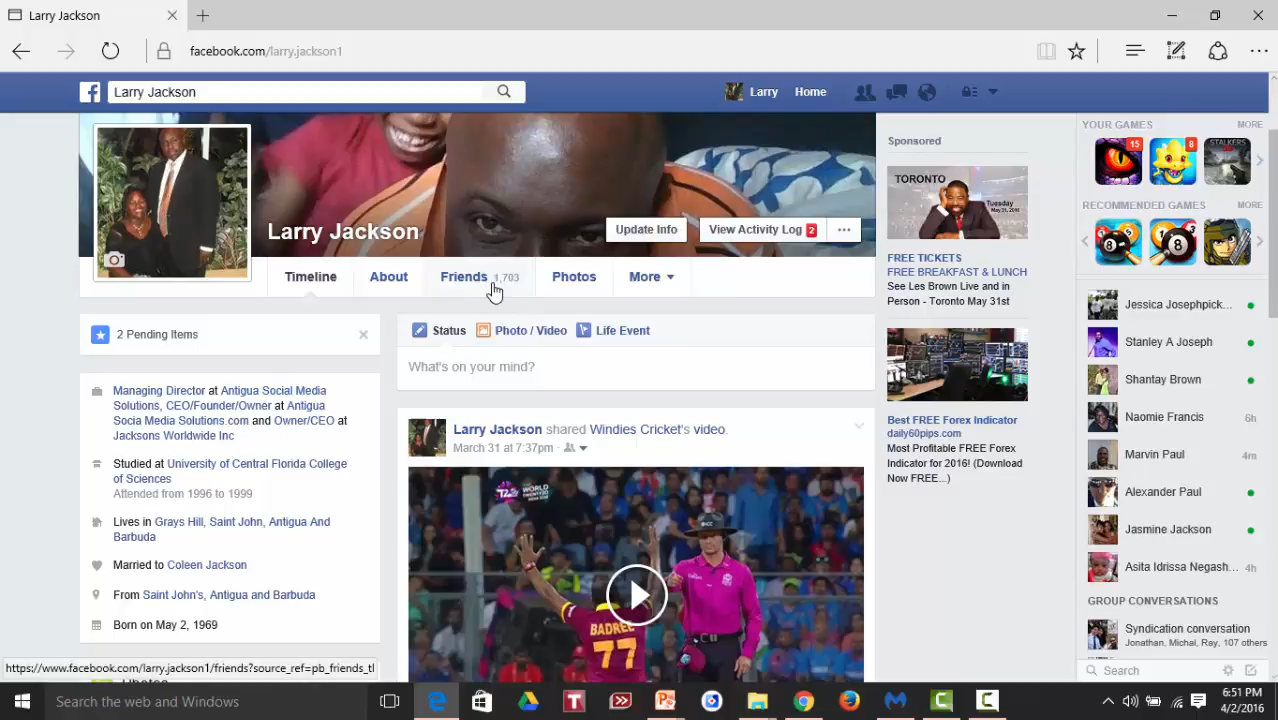 Larry Jackson
facebook.com/larry.jackson1
Larry Jackson
Larry
Home
Larry Jackson
Update Info
View Activity Log 2
Timeline
About
Friends 1,703
Photos
More
2 Pending Items
Managing Director at Antigua Social Media
Solutions, CEO/Founder/Owner at Antigua
Socia Media Solutions.com and Owner/CEO at
Jacksons Worldwide Inc
Studied at University of Central Florida College
of Sciences
Attended from 1996 to 1999
Lives in Grays Hill, Saint John, Antigua And
Barbuda
Married to Coleen Jackson
From Saint John's, Antigua and Barbuda
Born on May 2, 1969
https://www.facebook.com/larry.jackson1/friends?source_ref=pb_friends_tl
Status
Photo / Video
Life Event
What's on your mind?
Larry Jackson shared Windies Cricket's video.
March 31 at 7:37pm
WORLD
BADREE
77
Sponsored
TORONTO
Tuesday
May 31, 2016
FREE TICKETS
FREE BREAKFAST & LUNCH
See Les Brown Live and in
Person - Toronto May 31st
Best FREE Forex Indicator
daily60pips.com
Most Profitable FREE Forex
Indicator for 2016! (Download
Now FREE...)
YOUR GAMES
MORE
15
8
STALKERS
RECOMMENDED GAMES
MORE
8
8
Jessica Josephpick...
Stanley A Joseph
Shantay Brown
Naomie Francis 6h
Marvin Paul 4m
Alexander Paul
Jasmine Jackson
Asita Idrissa Negash... 4h
GROUP CONVERSATIONS
Syndication conversation
Jonathan, Michal, Ray, 107 others
Search
Search the web and Windows
6:51 PM
4/2/2016